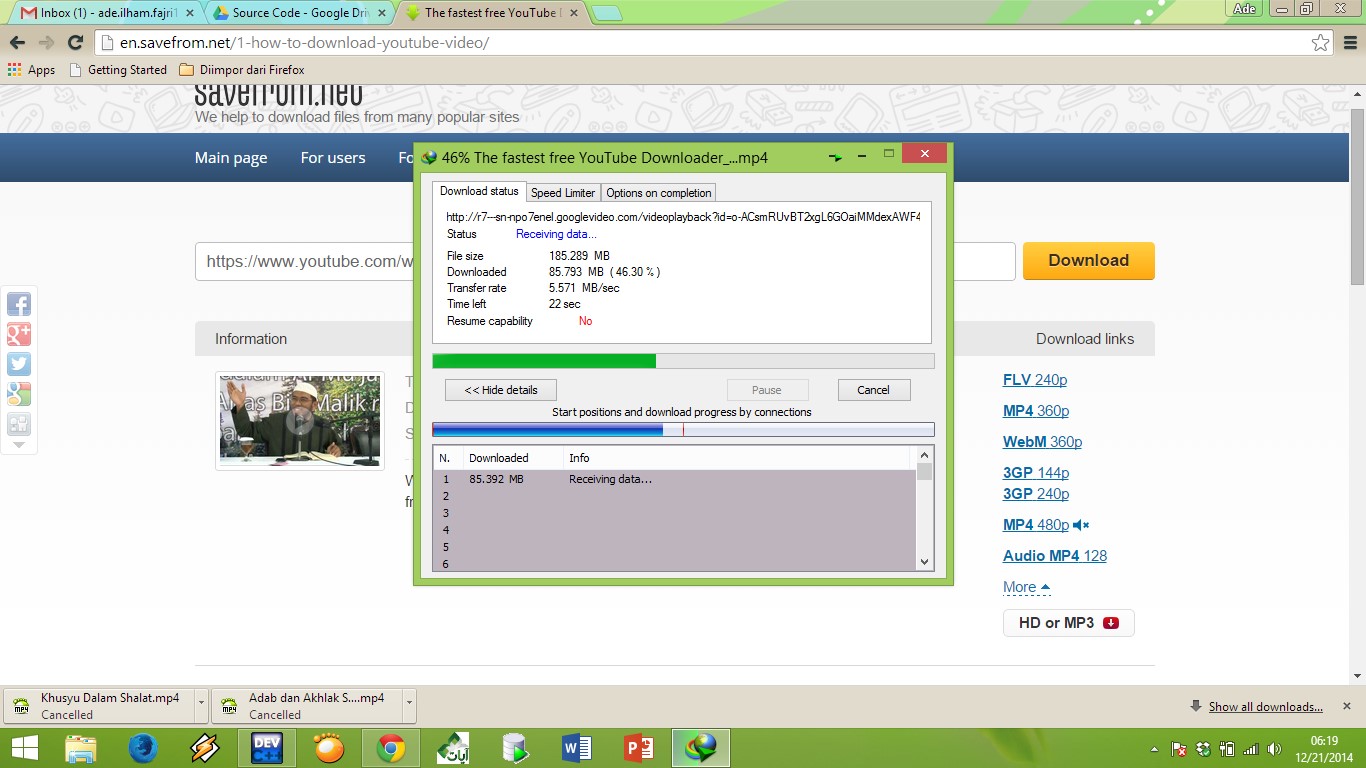 Inbox (1) - ade.ilham.fajri1
Source Code - Google Driv
The fastest free YouTube D
Ade
en.savefrom.net/1-how-to-download-youtube-video/
Apps
Getting Started
Diimpor dari Firefox
savefrom.net
We help to download files from many popular sites
Main page
For users
Fo
46% The fastest free YouTube Downloader_...mp4
Download status
Speed Limiter
Options on completion
http://r7---sn-npo7enel.googlevideo.com/videoplayback?id=o-ACsmRUvBT2xgL6GOaiMMdexAWF4
Status Receiving data...
File size 185.289 MB
Downloaded 85.793 MB ( 46.30 % )
Transfer rate 5.571 MB/sec
Time left 22 sec
Resume capability No
https://www.youtube.com/w
Download
Information
Download links
<< Hide details
Pause
Cancel
Start positions and download progress by connections
N. Downloaded Info
1 85.392 MB Receiving data...
2
3
4
5
6
FLV 240p
MP4 360p
WebM 360p
3GP 144p
3GP 240p
MP4 480p
Audio MP4 128
More
HD or MP3
Khusyu Dalam Shalat.mp4
Cancelled
Adab dan Akhlak S....mp4
Cancelled
Show all downloads...
DEV
C++
06:19
12/21/2014